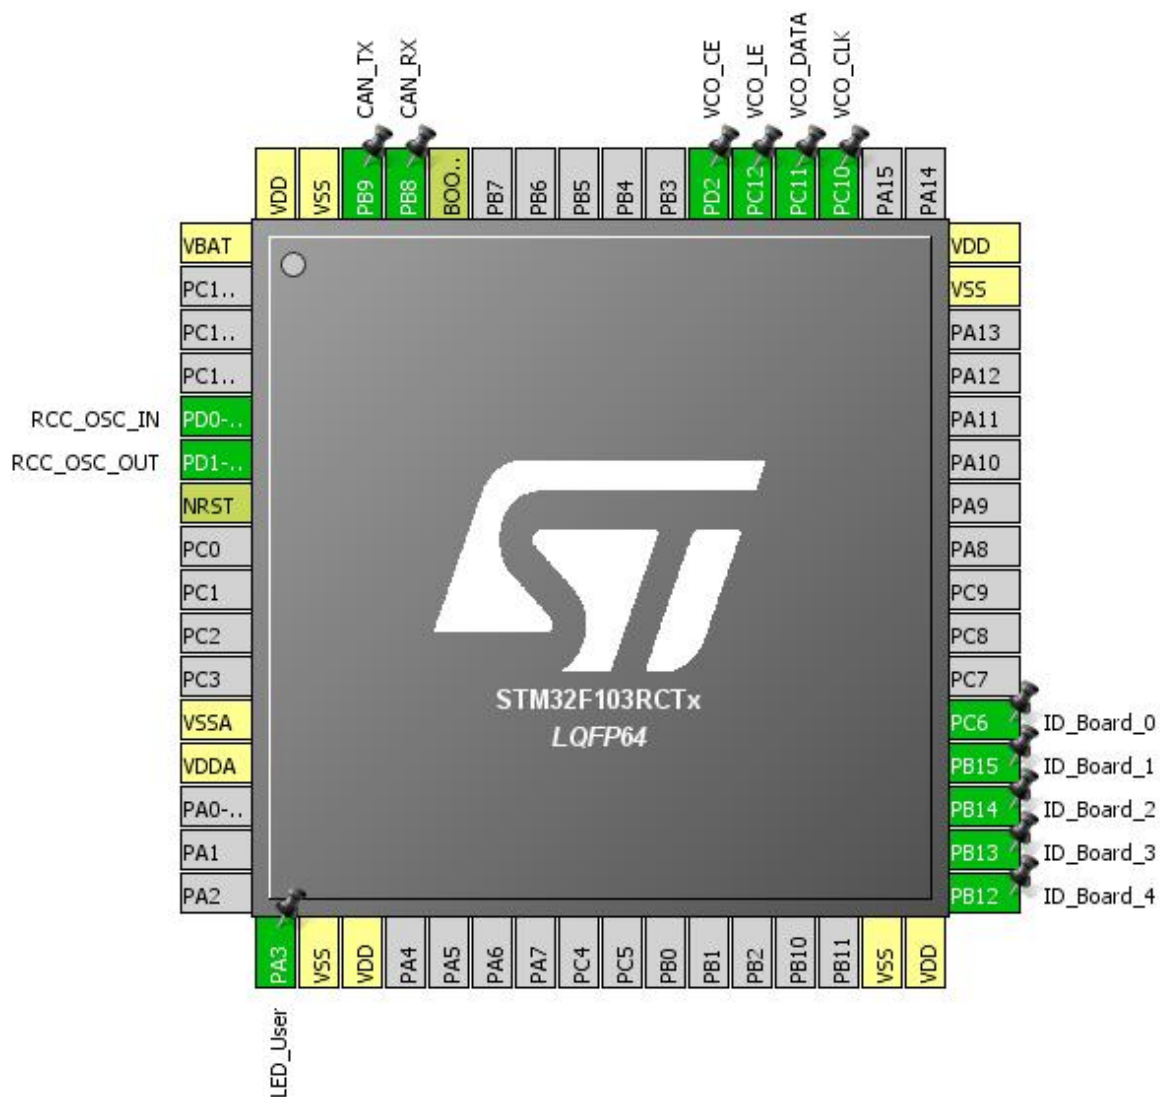 CAN_TX
CAN_RX
VCO_CE
VCO_LE
VCO_DATA
VCO_CLK
VDD
VSS
PB9
PB8
BOO..
PB7
PB6
PB5
PB4
PB3
PD2
PC12
PC11
PC10
PA15
PA14
VBAT
PC1..
PC1..
PC1..
RCC_OSC_IN PD0-..
RCC_OSC_OUT PD1-..
NRST
PC0
PC1
PC2
PC3
VSSA
VDDA
PA0-..
PA1
PA2
STM32F103RCTx
LQFP64
VDD
VSS
PA13
PA12
PA11
PA10
PA9
PA8
PC9
PC8
PC7
PC6 ID_Board_0
PB15 ID_Board_1
PB14 ID_Board_2
PB13 ID_Board_3
PB12 ID_Board_4
PA3
VSS
VDD
PA4
PA5
PA6
PA7
PC4
PC5
PB0
PB1
PB2
PB10
PB11
VSS
VDD
LED_User